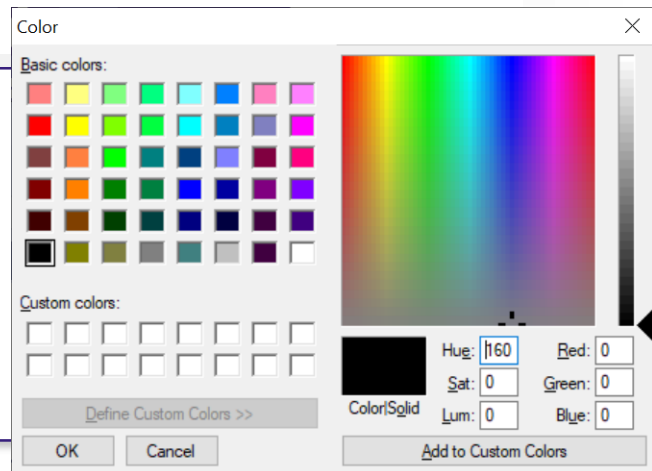 Color
Basic colors:
Custom colors:
Define Custom Colors >>
OK Cancel
Color|Solid
Hue: 160 Red: 0
Sat: 0 Green: 0
Lum: 0 Blue: 0
Add to Custom Colors